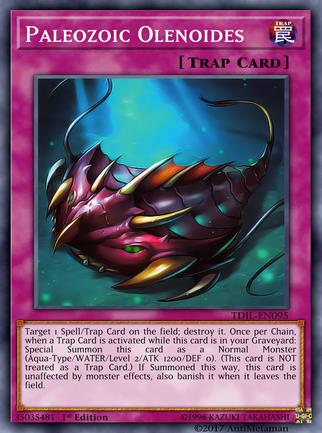 PALEOZOIC OLENOIDES
TRAP
罠
[TRAP CARD]
TDIL-EN095
Target 1 Spell/Trap Card on the field; destroy it. Once per Chain,
when a Trap Card is activated while this card is in your Graveyard:
Special Summon this card as a Normal Monster
(Aqua-Type/WATER/Level 2/ATK 1200/DEF 0). (This card is NOT
treated as a Trap Card.) If Summoned this way, this card is
unaffected by monster effects, also banish it when it leaves the
field.
35035481 1st Edition
©1996 KAZUKI TAKAHASHI
©2017 AntiMetaman